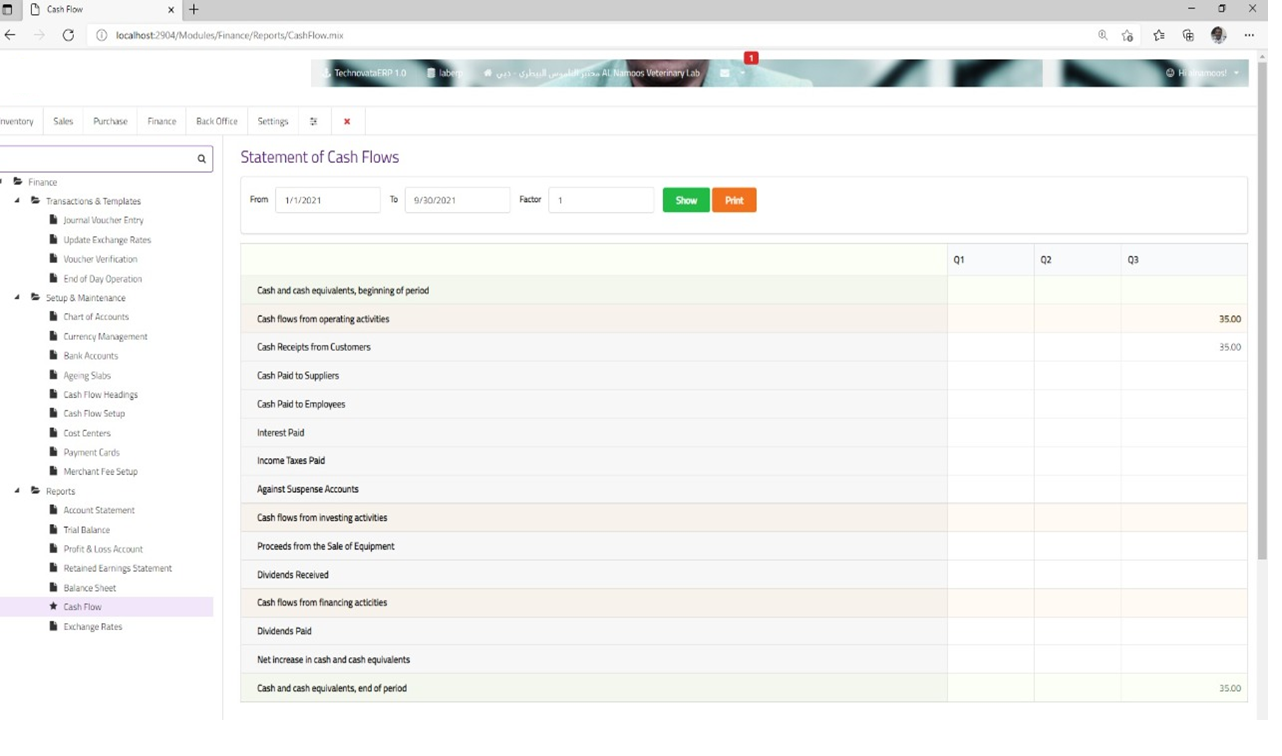 Cash Flow
localhost:2904/Modules/Finance/Reports/CashFlow.mix
1
TechnovataERP 1.0 laberp مختبر الناموس البيطري - دبي AL Namoos Veterinary Lab
nventory Sales Purchase Finance Back Office Settings
Finance
Transactions & Templates
Journal Voucher Entry
Update Exchange Rates
Voucher Verification
End of Day Operation
Setup & Maintenance
Chart of Accounts
Currency Management
Bank Accounts
Ageing Slabs
Cash Flow Headings
Cash Flow Setup
Cost Centers
Payment Cards
Merchant Fee Setup
Reports
Account Statement
Trial Balance
Profit & Loss Account
Retained Earnings Statement
Balance Sheet
Cash Flow
Exchange Rates
Statement of Cash Flows
From 1/1/2021 To 9/30/2021 Factor 1 Show Print
Q1 Q2 Q3
Cash and cash equivalents, beginning of period
Cash flows from operating activities 35.00
Cash Receipts from Customers 35.00
Cash Paid to Suppliers
Cash Paid to Employees
Interest Paid
Income Taxes Paid
Against Suspense Accounts
Cash flows from investing activities
Proceeds from the Sale of Equipment
Dividends Received
Cash flows from financing acticities
Dividends Paid
Net increase in cash and cash equivalents
Cash and cash equivalents, end of period 35.00